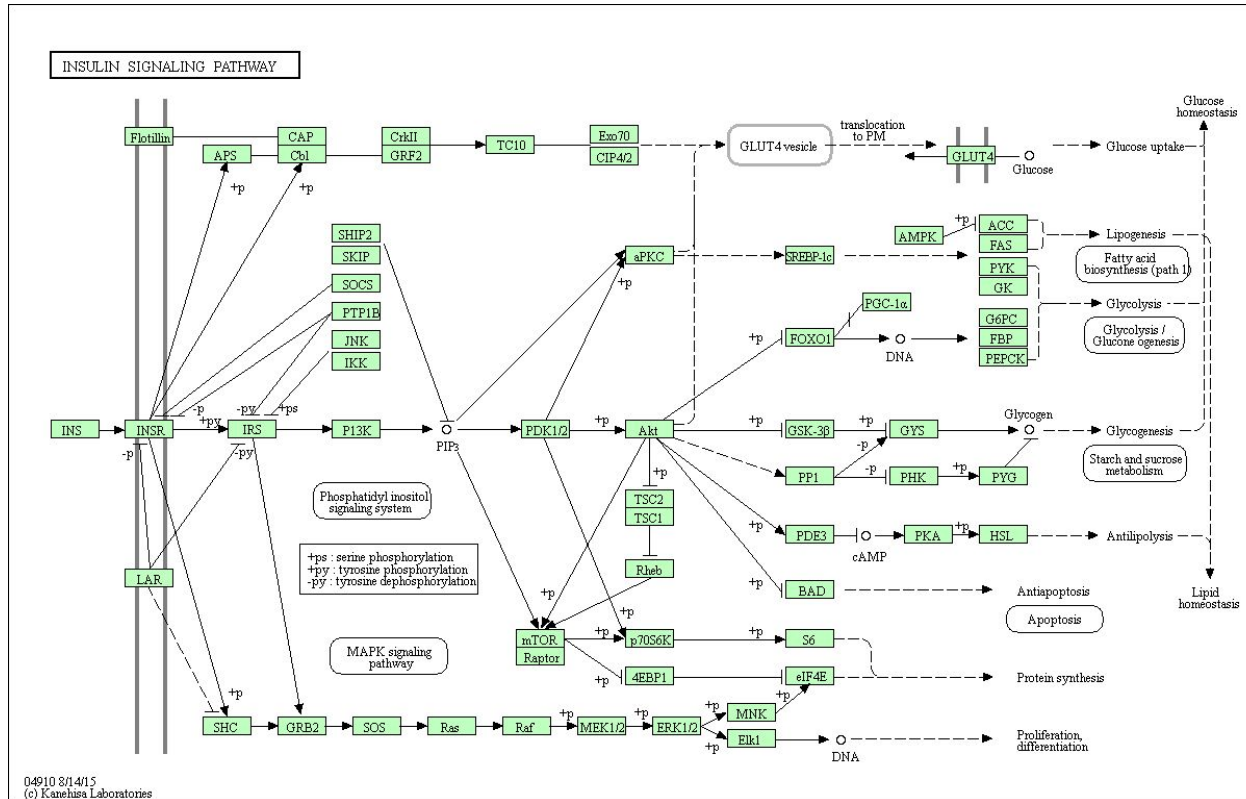 INSULIN SIGNALING PATHWAY
Glucose
homeostasis
Flotillin
CAP
CrkII
TC10
Exo70
translocation
to PM
APS
Cbl
GRF2
CIP4/2
GLUT4 vesicle
GLUT4
Glucose
Glucose uptake
+p
+p
SHIP2
SKIP
SOCS
PTP1B
JNK
IKK
aPKC
+p
SREBP-1c
AMPK
+p
ACC
FAS
PYK
GK
Lipogenesis
Fatty acid
biosynthesis (path 1)
PGC-1α
+p
FOXO1
DNA
G6PC
FBP
PEPCK
Glycolysis
Glycolysis /
Glucone ogenesis
-p
+py
-py
+ps
INS
INSR
IRS
P13K
PIP3
PDK1/2
+p
Akt
+p
GSK-3β
+p
GYS
Glycogen
Glycogenesis
Starch and sucrose
metabolism
-p
-py
-p
-p
PP1
PHK
+p
PYG
Phosphatidyl inositol
signaling system
+p
TSC2
TSC1
+p
PDE3
cAMP
PKA
+p
HSL
Antilipolysis
+ps : serine phosphorylation
+py : tyrosine phosphorylation
-py : tyrosine dephosphorylation
LAR
Rheb
+p
BAD
Antiapoptosis
Apoptosis
Lipid
homeostasis
+p
+p
mTOR
Raptor
+p
p70S6K
+p
S6
MAPK signaling
pathway
+p
4EBP1
+p
eIF4E
Protein synthesis
+p
SHC
GRB2
SOS
Ras
Raf
+p
MEK1/2
+p
ERK1/2
+p
MNK
+p
+p
Elk1
DNA
Proliferation,
differentiation
04910 8/14/15
(c) Kanehisa Laboratories